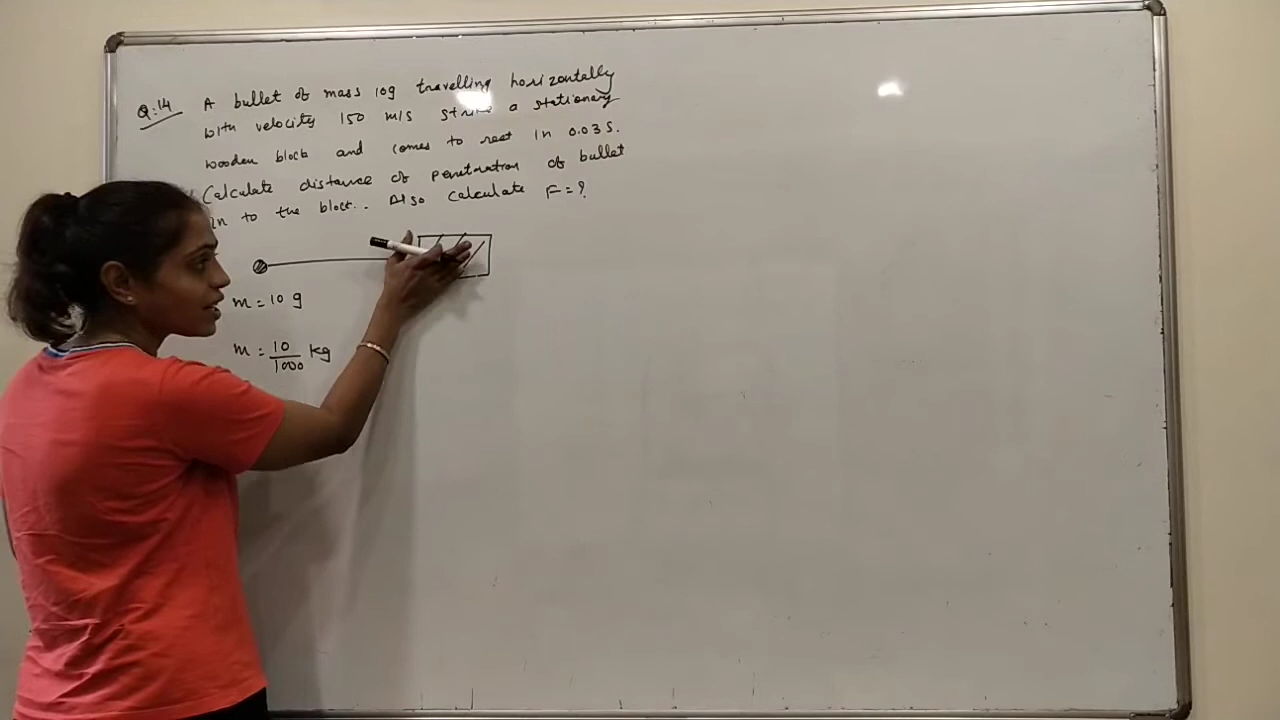 Q:14 A bullet of mass 10g travelling horizontally
with velocity 150 m/s strike a stationary
wooden block and comes to rest in 0.03 S.
Calculate distance of penetration of bullet
in to the block.. Also calculate F = ?
m = 10 g
m = 10/1000 kg